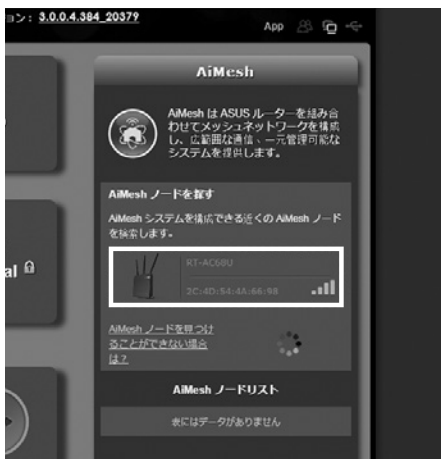 ョン: 3.0.0.4.384_20379
App
AiMesh
AiMesh は ASUS ルーターを組み合
わせてメッシュネットワークを構成
し、広範囲な通信、一元管理可能な
システムを提供します。
AiMesh ノードを探す
AiMesh システムを構成できる近くの AiMesh ノード
を検索します。
RT-AC68U
2C:4D:54:4A:66:98
al
AiMesh ノードを見つけ
ることができない場合
は?
AiMesh ノードリスト
表にはデータがありません